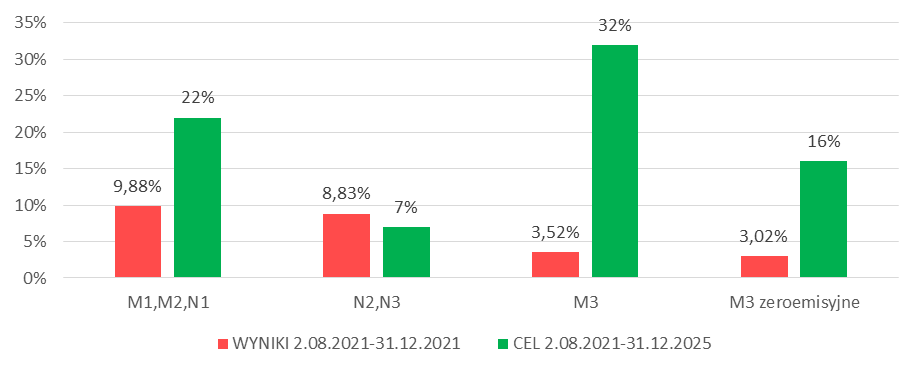 35%
30%
25%
20%
15%
10%
5%
0%
9,88%
22%
8,83%
7%
3,52%
32%
3,02%
16%
M1,M2,N1
N2,N3
M3
M3 zeroemisyjne
WYNIKI 2.08.2021-31.12.2021
CEL 2.08.2021-31.12.2025